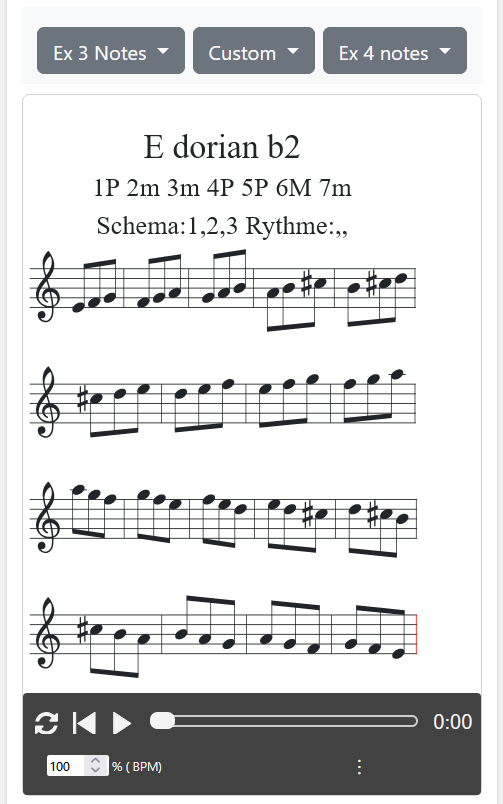 Ex 3 Notes Custom Ex 4 notes
E dorian b2
1P 2m 3m 4P 5P 6M 7m
Schema:1,2,3 Rythme:,,
0:00
100 % ( BPM)